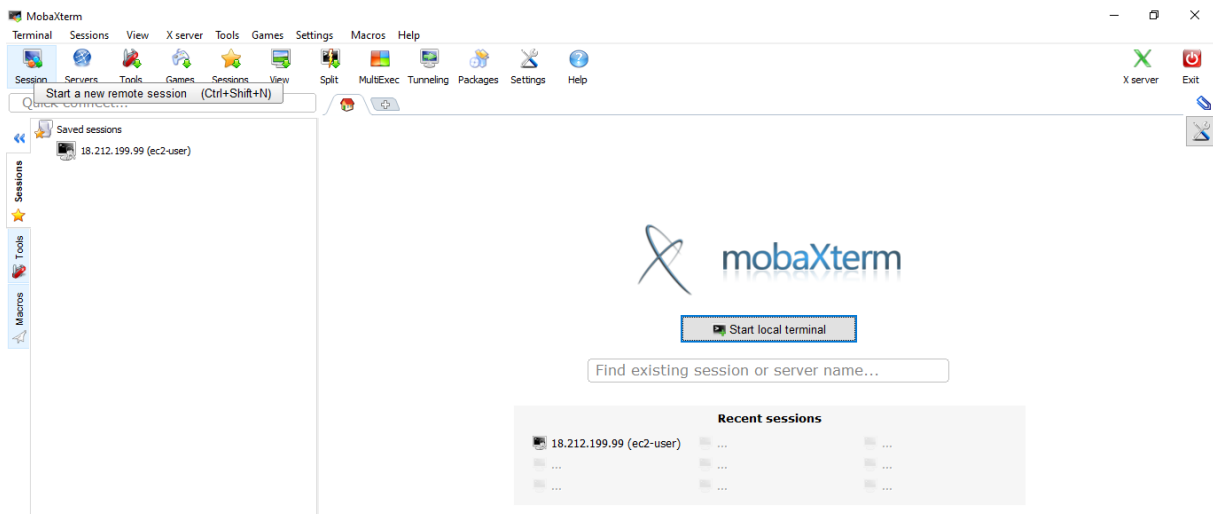 MobaXterm
Terminal Sessions View X server Tools Games Settings Macros Help
Session Servers Tools Games Sessions View Split MultiExec Tunneling Packages Settings Help X server Exit
Start a new remote session (Ctrl+Shift+N)
Quick connect...
Saved sessions
18.212.199.99 (ec2-user)
Sessions
Tools
Macros
mobaXterm
Start local terminal
Find existing session or server name...
Recent sessions
18.212.199.99 (ec2-user) ... ...
... ... ...
... ... ...